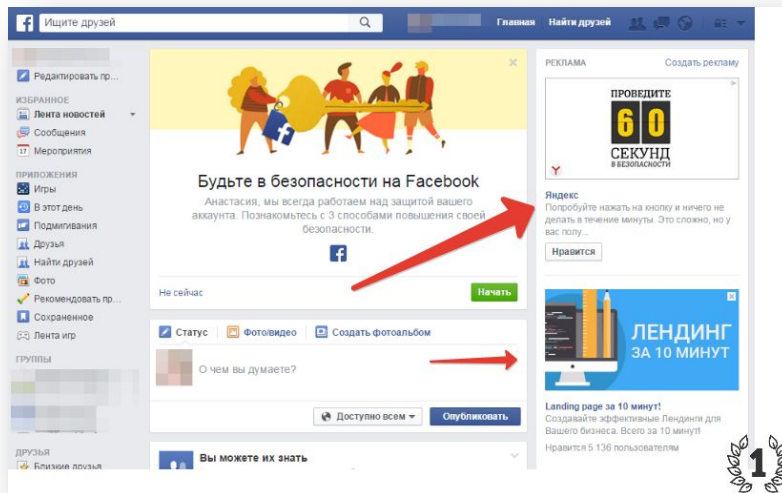 Ищите друзей
Главная
Найти друзей
Редактировать пр...
ИЗБРАННОЕ
Лента новостей
Сообщения
17 Мероприятия
ПРИЛОЖЕНИЯ
Игры
В этот день
Подмигивания
Друзья
Найти друзей
Фото
Рекомендовать пр...
Сохраненное
Лента игр
ГРУППЫ
ДРУЗЬЯ
Близкие друзья
Будьте в безопасности на Facebook
Анастасия, мы всегда работаем над защитой вашего
аккаунта. Познакомьтесь с 3 способами повышения своей
безопасности.
Не сейчас
Начать
Статус
Фото/видео
Создать фотоальбом
О чем вы думаете?
Доступно всем
Опубликовать
Вы можете их знать
РЕКЛАМА
Создать рекламу
ПРОВЕДИТЕ
60
СЕКУНД
В БЕЗОПАСНОСТИ
Яндекс
Попробуйте нажать на кнопку и ничего не
делать в течение минуты. Это сложно, но у
вас полу...
Нравится
ЛЕНДИНГ
ЗА 10 МИНУТ
Landing page за 10 минут!
Создавайте эффективные Лендинги для
Вашего бизнеса. Всего за 10 минут!
Нравится 5 136 пользователям
1